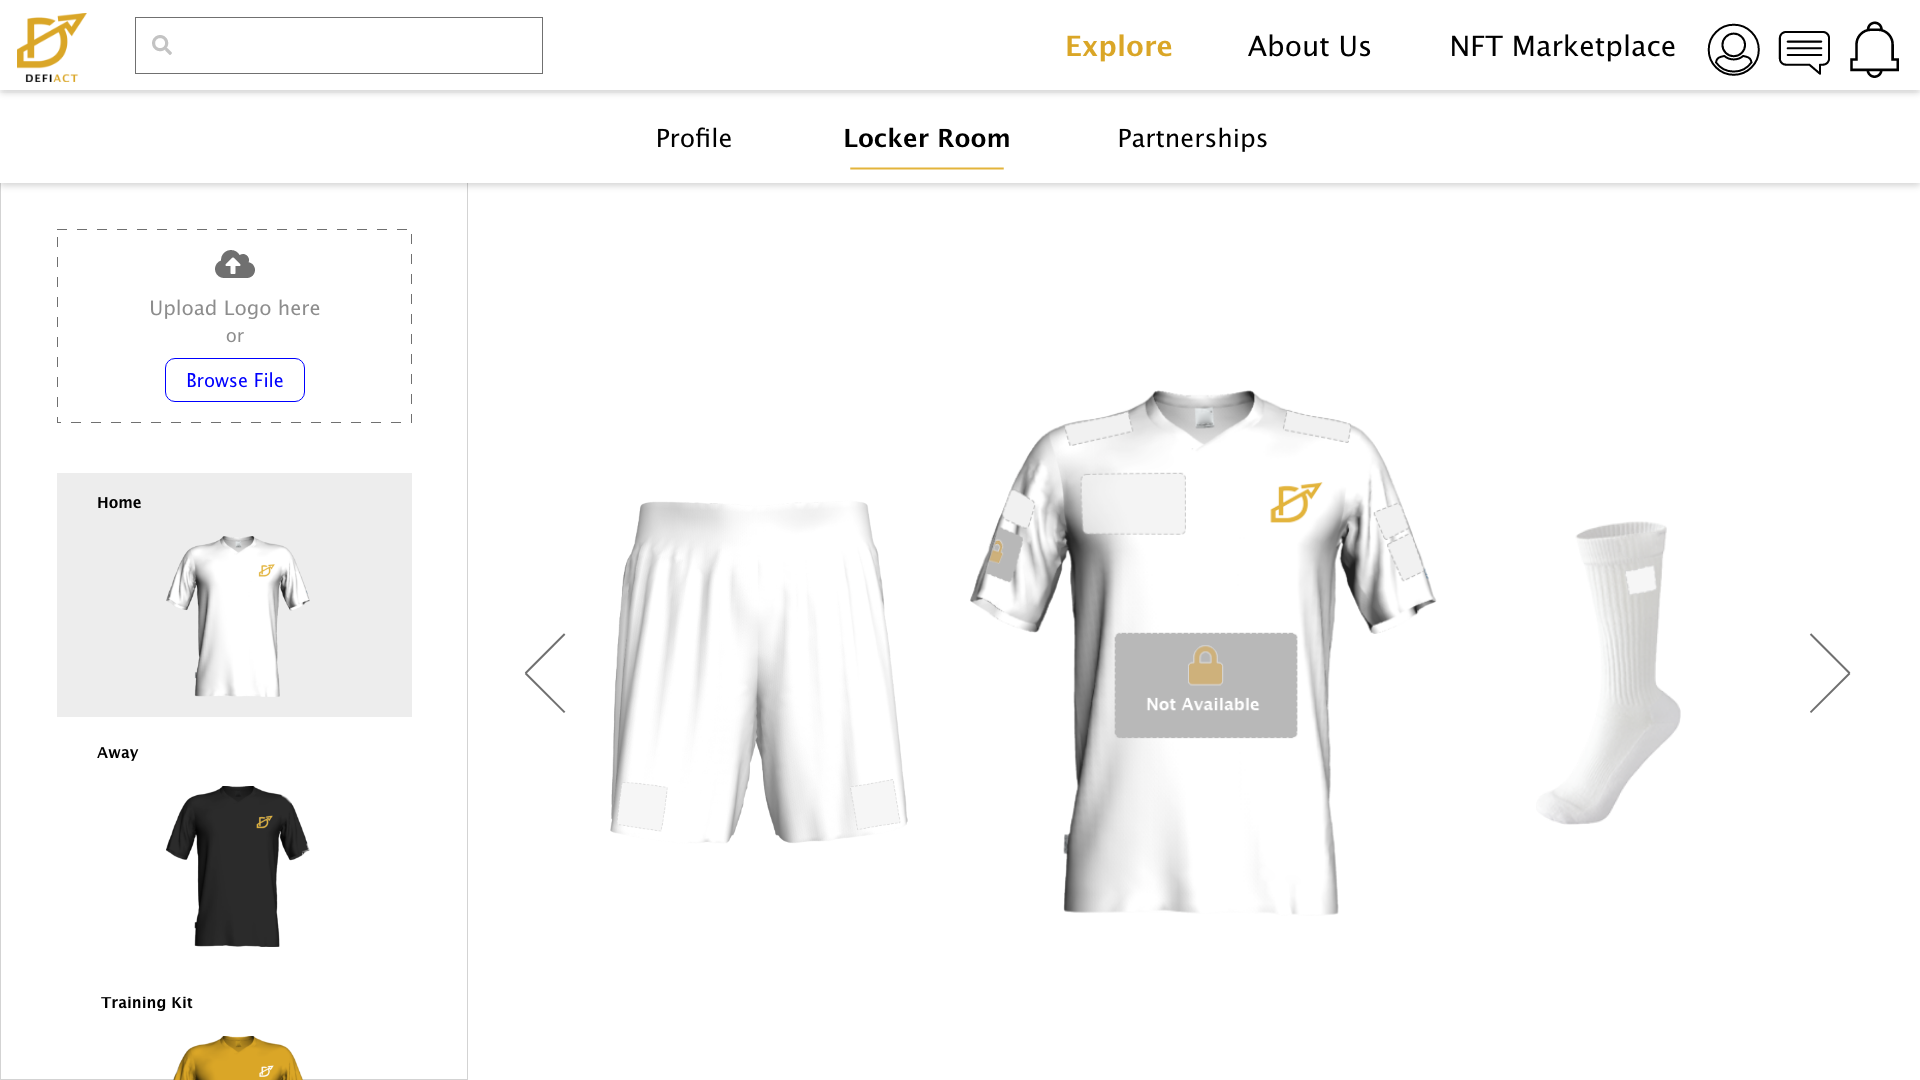 DEFIACT
Explore
About Us
NFT Marketplace
Profile
Locker Room
Partnerships
Upload Logo here
or
Browse File
Home
Away
Training Kit
Not Available